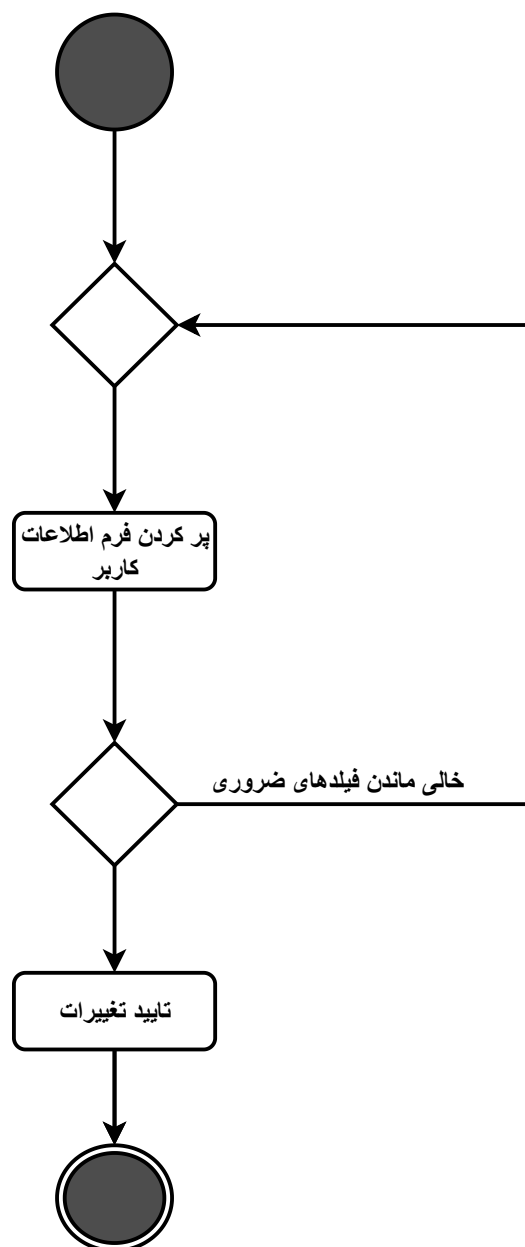 پر کردن فرم اطلاعات
کاربر
خالی ماندن فیلدهای ضروری
تایید تغییرات